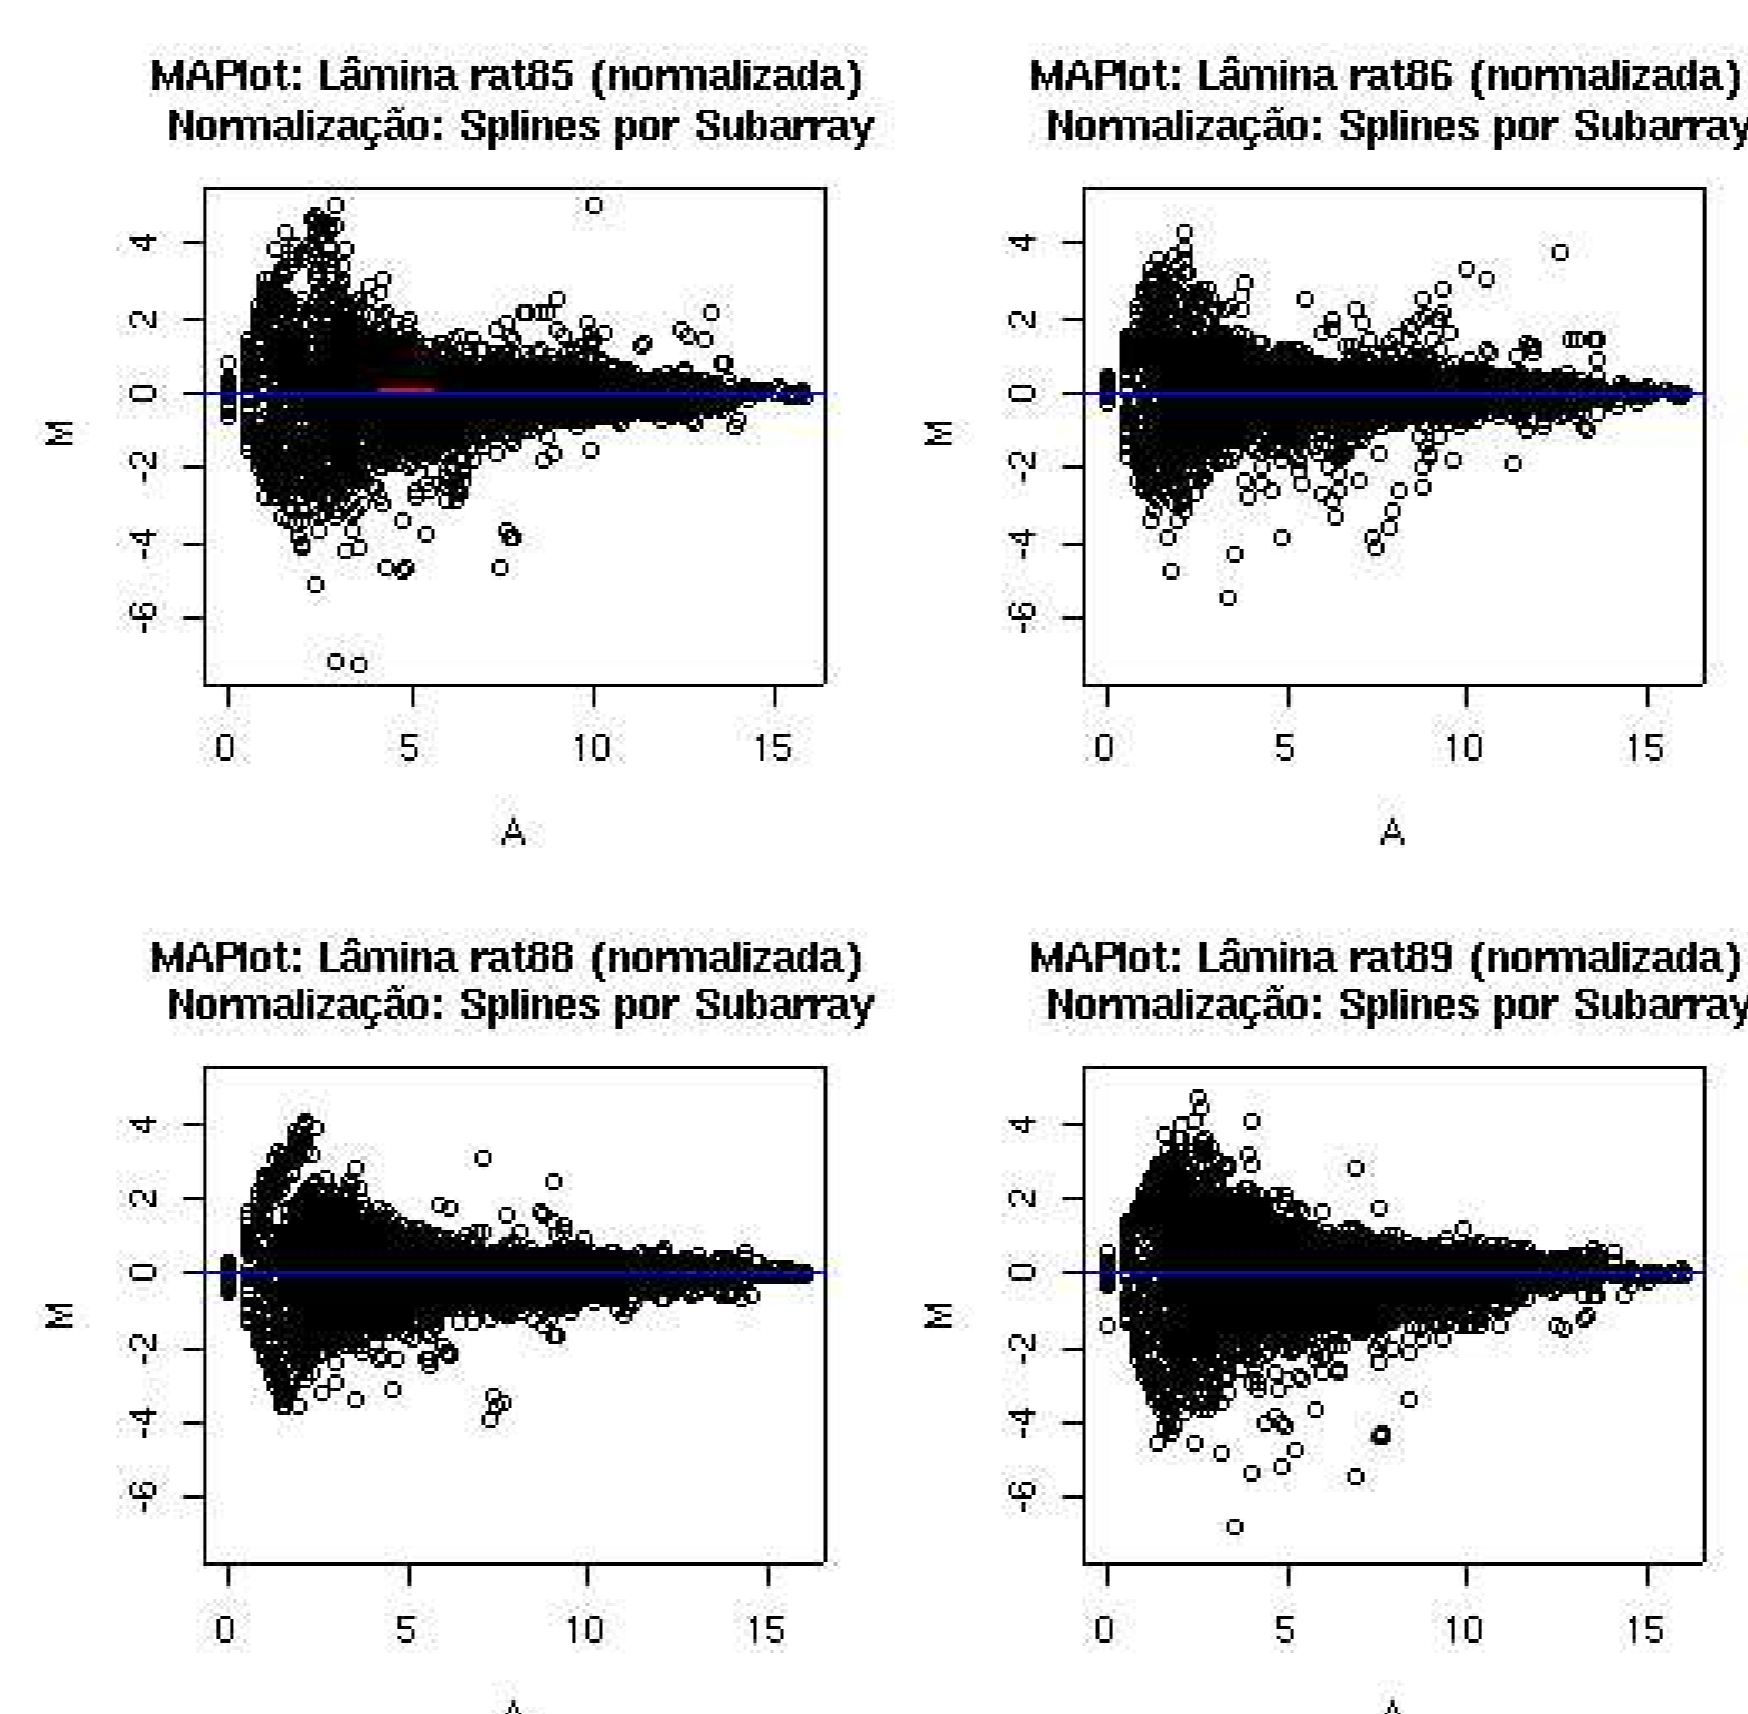 MAPlot: Lâmina rat85 (normalizada)
Normalização: Splines por Subarray
M
4
2
0
-2
-4
-6
0 5 10 15
A
MAPlot: Lâmina rat86 (normalizada)
Normalização: Splines por Subarray
M
4
2
0
-2
-4
-6
0 5 10 15
A
MAPlot: Lâmina rat88 (normalizada)
Normalização: Splines por Subarray
M
4
2
0
-2
-4
-6
0 5 10 15
A
MAPlot: Lâmina rat89 (normalizada)
Normalização: Splines por Subarray
M
4
2
0
-2
-4
-6
0 5 10 15
A